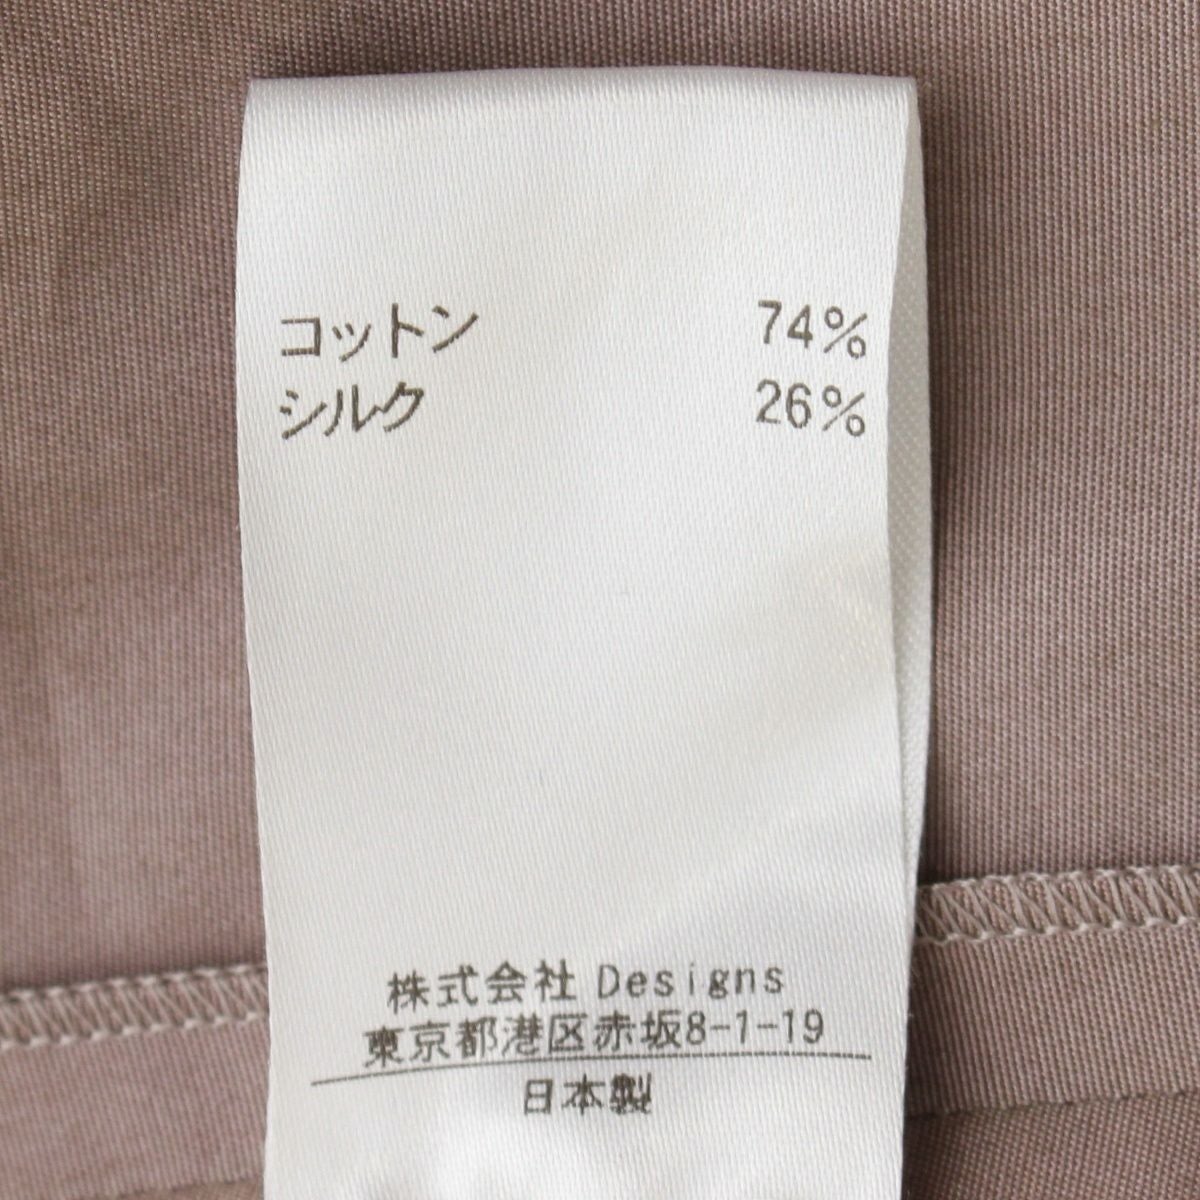 コットン 74%
シルク 26%
株式会社 Designs
東京都港区赤坂8-1-19
日本製